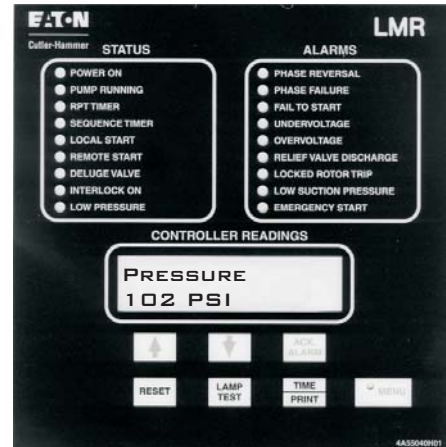 EATON
Cutler-Hammer
LMR
STATUS
POWER ON
PUMP RUNNING
RPT TIMER
SEQUENCE TIMER
LOCAL START
REMOTE START
DELUGE VALVE
INTERLOCK ON
LOW PRESSURE
ALARMS
PHASE REVERSAL
PHASE FAILURE
FAIL TO START
UNDERVOLTAGE
OVERVOLTAGE
RELIEF VALVE DISCHARGE
LOCKED ROTOR TRIP
LOW SUCTION PRESSURE
EMERGENCY START
CONTROLLER READINGS
PRESSURE
102 PSI
ACK.
ALARM
RESET
LAMP
TEST
TIME
PRINT
MENU
4A55040H01